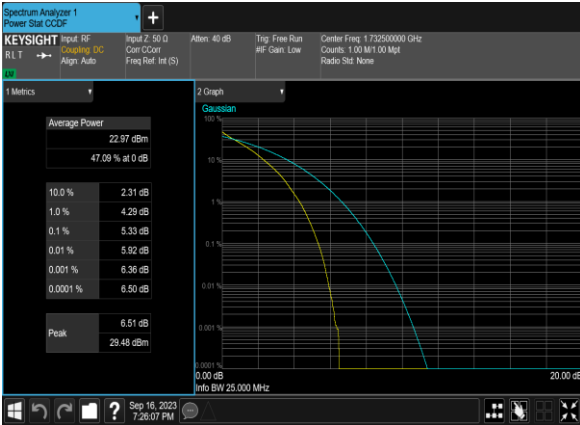 Spectrum Analyzer 1
Power Stat CCDF
KEYSIGHT
R L T
Input: RF
Coupling: DC
Align: Auto
Input Z: 50 Ω
Corr CCorr
Freq Ref: Int (S)
Atten: 40 dB
Trig: Free Run
#IF Gain: Low
Center Freq: 1.732500000 GHz
Counts: 1.00 M/1.00 Mpt
Radio Std: None
1 Metrics
Average Power
22.97 dBm
47.09 % at 0 dB
10.0 % 2.31 dB
1.0 % 4.29 dB
0.1 % 5.33 dB
0.01 % 5.92 dB
0.001 % 6.36 dB
0.0001 % 6.50 dB
Peak
6.51 dB
29.48 dBm
2 Graph
Gaussian
100 %
10 %
1 %
0.1 %
0.01 %
0.001 %
0.0001 %
0.00 dB
20.00 dB
Info BW 25.000 MHz
?
Sep 16, 2023
7:26:07 PM